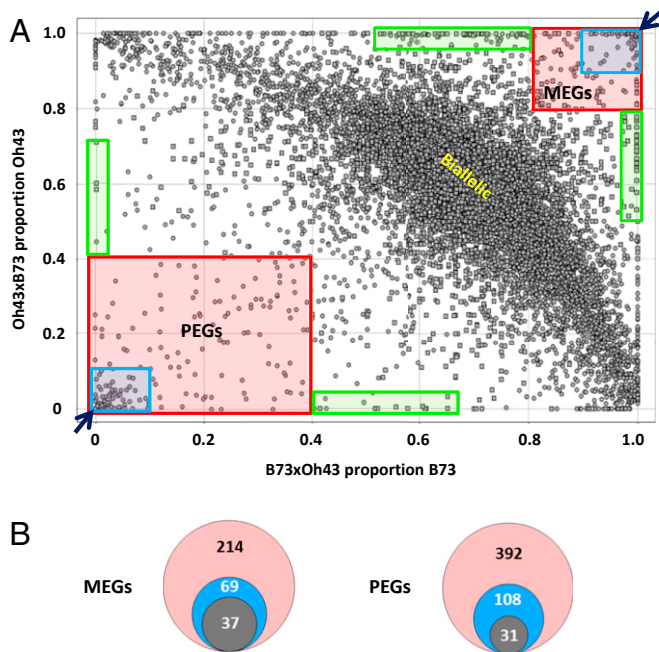 A
Oh43xB73 proportion Oh43
1.0
0.8
0.6
0.4
0.2
0
MEGs
Biallelic
PEGs
0 0.2 0.4 0.6 0.8 1.0
B73xOh43 proportion B73
B
MEGs
214
69
37
PEGs
392
108
31